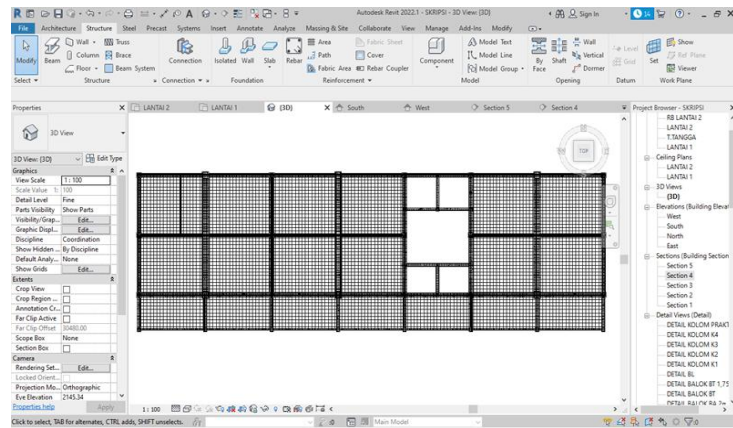 Autodesk Revit 2022.1 - SKRIPSI - 3D View: {3D}
Sign In
File Architecture Structure Steel Precast Systems Insert Annotate Analyze Massing & Site Collaborate View Manage Add-Ins Modify
Modify Beam Wall Column Floor Truss Brace Beam System Connection Isolated Wall Slab Rebar Area Path Fabric Area Fabric Sheet Cover Rebar Coupler Component Model Text Model Line Model Group By Face Shaft Wall Vertical Dormer Level Grid Set Show Ref Plane Viewer
Select Structure Connection Foundation Reinforcement Model Opening Datum Work Plane
Properties
LANTAI 2 LANTAI 1 {3D} South West Section 5 Section 4
Project Browser - SKRIPSI
3D View
3D View: {3D} Edit Type
Graphics
View Scale 1 : 100
Scale Value 1: 100
Detail Level Fine
Parts Visibility Show Parts
Visibility/Grap... Edit...
Graphic Displ... Edit...
Discipline Coordination
Show Hidden ... By Discipline
Default Analy... None
Show Grids Edit...
Extents
Crop View
Crop Region ...
Annotation Cr...
Far Clip Active
Far Clip Offset 30480.00
Scope Box None
Section Box
Camera
Rendering Set... Edit...
Locked Orient...
Projection Mo... Orthographic
Eye Elevation 2145.34
Properties help Apply
TOP
RB LANTAI 2
LANTAI 2
T.TANGGA
LANTAI 1
Ceiling Plans
LANTAI 2
LANTAI 1
3D Views
{3D}
Elevations (Building Elevat
West
South
North
East
Sections (Building Section
Section 5
Section 4
Section 3
Section 2
Section 1
Detail Views (Detail)
DETAIL KOLOM PRAKT
DETAIL KOLOM K4
DETAIL KOLOM K3
DETAIL KOLOM K2
DETAIL KOLOM K1
DETAIL BL
DETAIL BALOK BT 1,75
DETAIL BALOK BT
1 : 100
Click to select, TAB for alternates, CTRL adds, SHIFT unselects.
:0
Main Model
:0